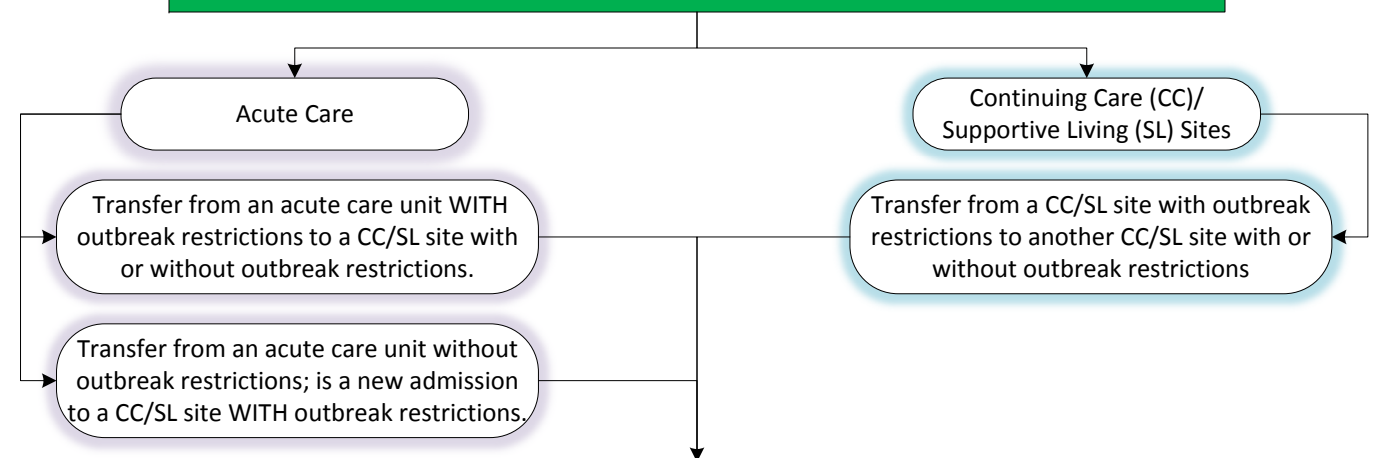 Acute Care
Continuing Care (CC)/
Supportive Living (SL) Sites
Transfer from an acute care unit WITH
outbreak restrictions to a CC/SL site with
or without outbreak restrictions.
Transfer from a CC/SL site with outbreak
restrictions to another CC/SL site with or
without outbreak restrictions
Transfer from an acute care unit without
outbreak restrictions; is a new admission
to a CC/SL site WITH outbreak restrictions.